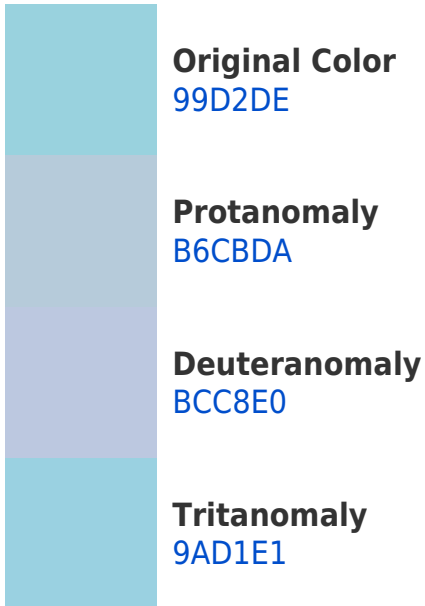 Original Color
99D2DE
Protanomaly
B6CBDA
Deuteranomaly
BCC8E0
Tritanomaly
9AD1E1